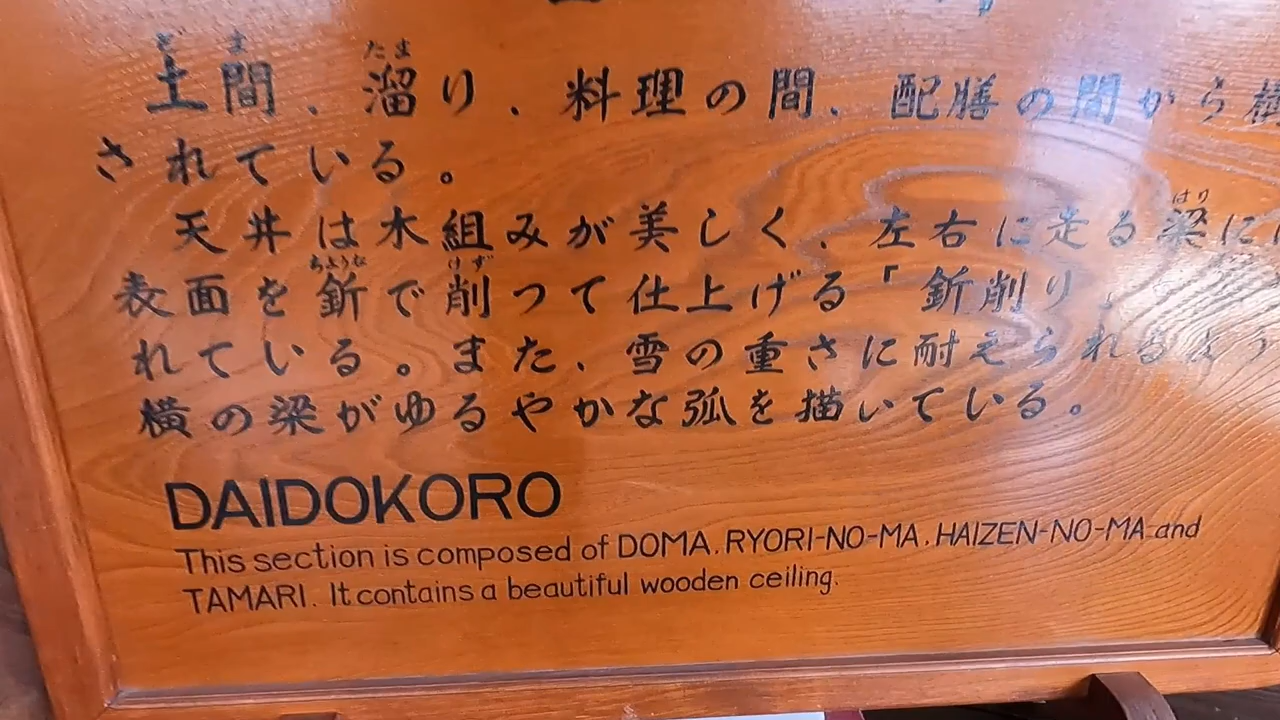 土間、溜り、料理の間、配膳の間から構
されている。
天井は木組みが美しく、左右に走る梁に
表面を釿で削って仕上げる「釿削り」
れている。また、雪の重さに耐えられるよう
横の梁がゆるやかな弧を描いている。
DAIDOKORO
This section is composed of DOMA, RYORI-NO-MA, HAIZEN-NO-MA and
TAMARI. It contains a beautiful wooden ceiling.